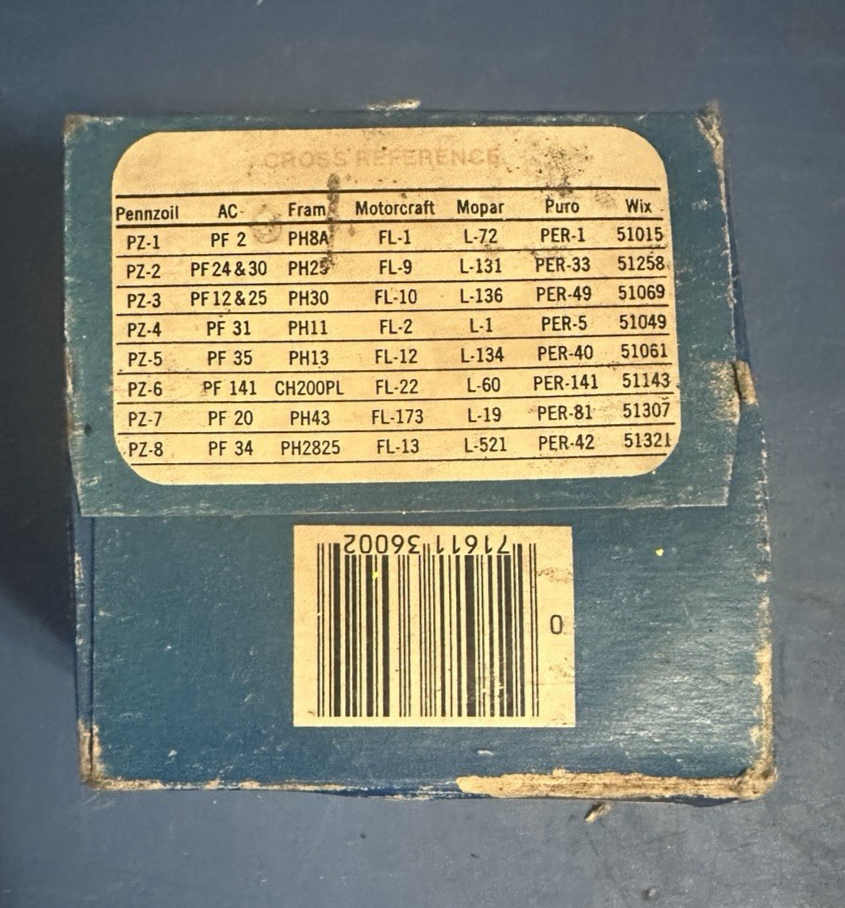 CROSS REFERENCE
Pennzoil AC Fram Motorcraft Mopar Puro Wix
PZ-1 PF 2 PH8A FL-1 L-72 PER-1 51015
PZ-2 PF24&30 PH25 FL-9 L-131 PER-33 51258
PZ-3 PF12&25 PH30 FL-10 L-136 PER-49 51069
PZ-4 PF 31 PH11 FL-2 L-1 PER-5 51049
PZ-5 PF 35 PH13 FL-12 L-134 PER-40 51061
PZ-6 PF 141 CH200PL FL-22 L-60 PER-141 51143
PZ-7 PF 20 PH43 FL-173 L-19 PER-81 51307
PZ-8 PF 34 PH2825 FL-13 L-521 PER-42 51321
0 71611 36002